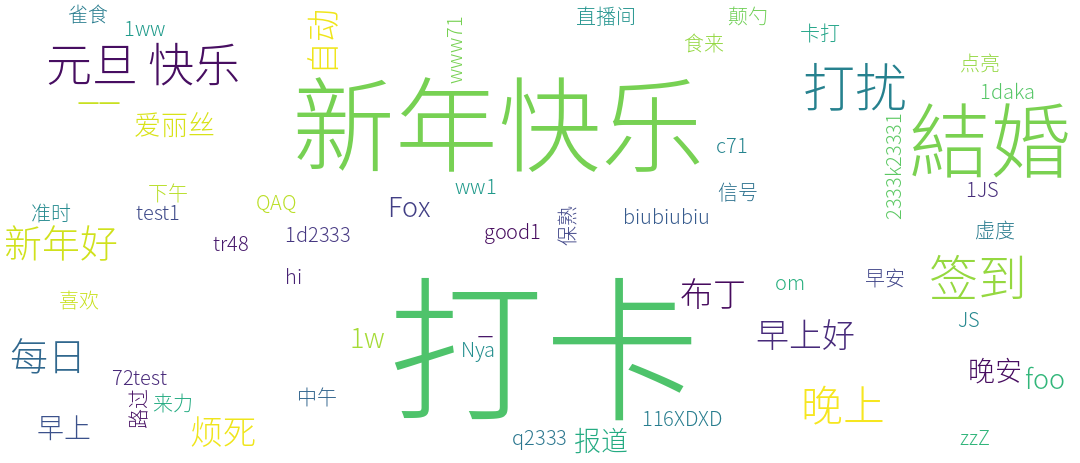 雀食
1ww
自动
www71
直播间
颠勺
食来
卡打
元旦 快乐
一一
爱丽丝
新年快乐
打扰
点亮
1daka
結婚
c71
2333k23331
下午
准时
test1
QAQ
ww1
Fox
信号
1JS
新年好
tr48
1d2333
good1
保熟
biubiubiu
虚度
hi
喜欢
打卡
布丁
om
早安
签到
每日
1w
一
Nya
早上好
JS
72test
路过
来力
中午
晚安
foo
早上
烦死
q2333
报道
116XDXD
晚上
zzZ